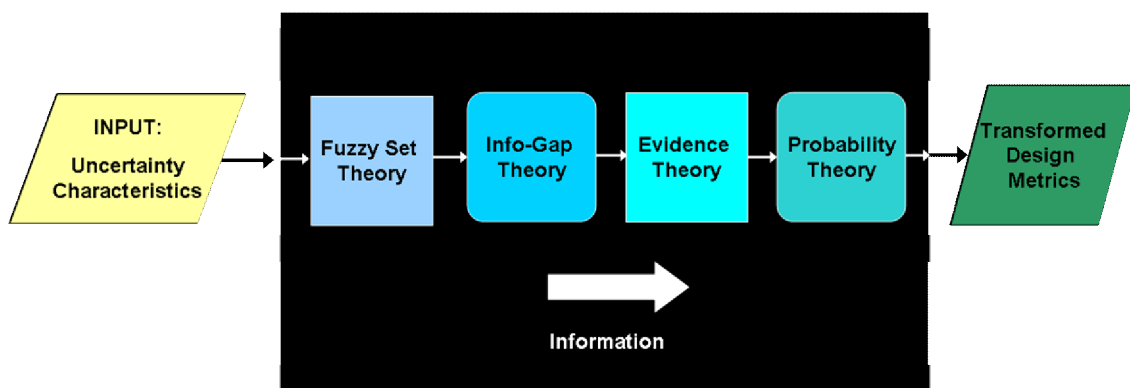 INPUT:
Uncertainty
Characteristics
Fuzzy Set
Theory
Info-Gap
Theory
Evidence
Theory
Probability
Theory
Transformed
Design
Metrics
Information